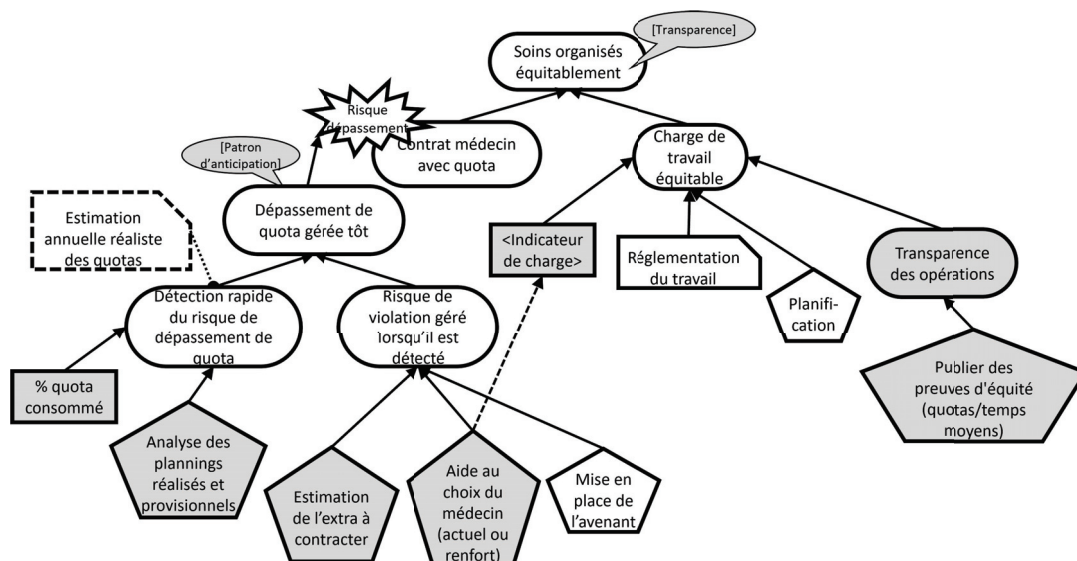 [Transparence]
Soins organisés
équitablement
Risque
dépassement
Contrat médecin
avec quota
Charge de
travail
équitable
[Patron
d'anticipation]
Dépassement de
quota gérée tôt
Estimation
annuelle réaliste
des quotas
<Indicateur
de charge>
Réglementation
du travail
Transparence
des opérations
Planifi-
cation
Détection rapide
du risque de
dépassement de
quota
Risque de
violation géré
lorsqu'il est
détecté
% quota
consommé
Publier des
preuves d'équité
(quotas/temps
moyens)
Analyse des
plannings
réalisés et
provisionnels
Estimation
de l'extra à
contracter
Aide au
choix du
médecin
(actuel ou
renfort)
Mise en
place de
l'avenant